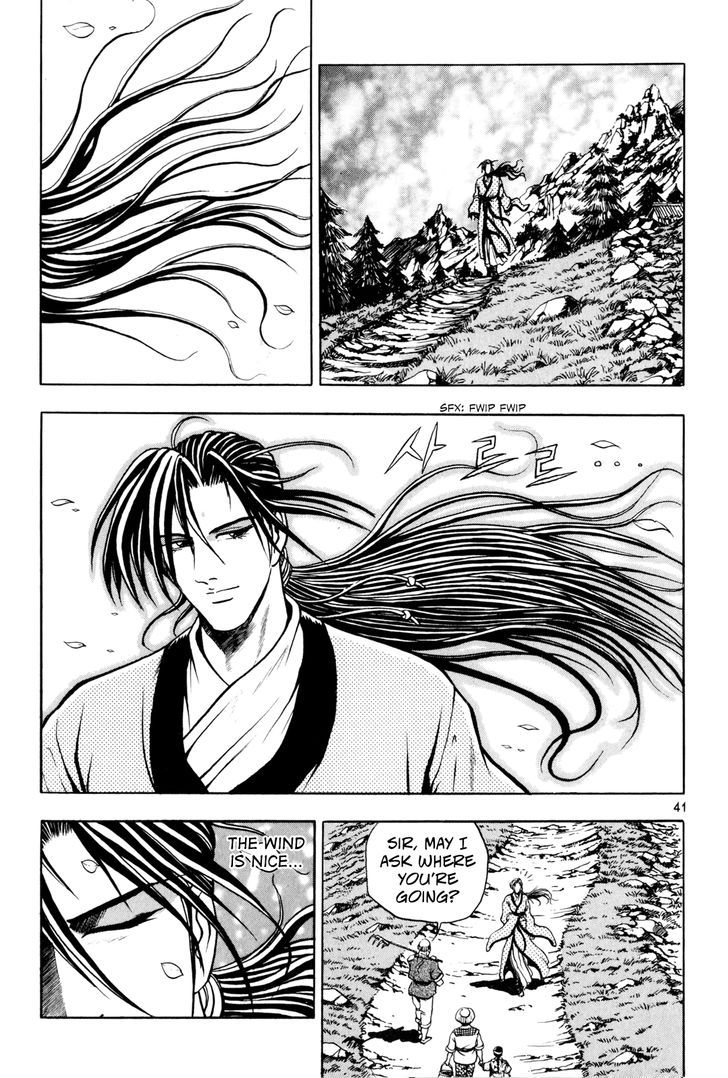 SFX: FWIP FWIP
사르르...
41
THE WIND
IS NICE...
SIR, MAY I
ASK WHERE
YOU'RE
GOING?